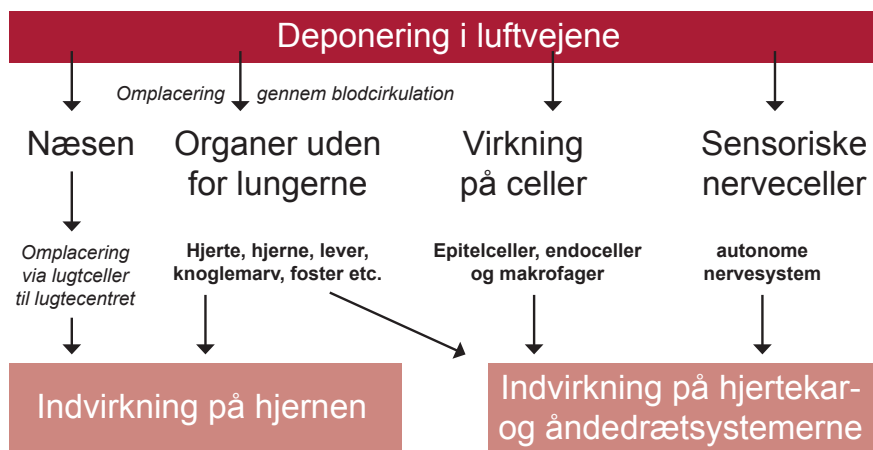 Deponering i luftvejene
Omplacering gennem blodcirkulation
Næsen
Organer uden
for lungerne
Virkning
på celler
Sensoriske
nerveceller
Omplacering
via lugtceller
til lugtecentret
Hjerte, hjerne, lever,
knoglemarv, foster etc.
Epitelceller, endoceller
og makrofager
autonome
nervesystem
Indvirkning på hjernen
Indvirkning på hjertekar-
og åndedrætsystemerne